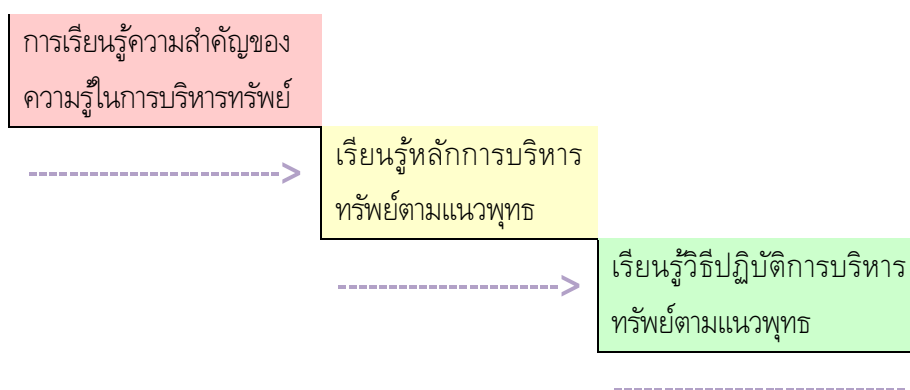 การเรียนรู้ความสำคัญของ
ความรู้ในการบริหารทรัพย์
เรียนรู้หลักการบริหาร
ทรัพย์ตามแนวพุทธ
เรียนรู้วิธีปฏิบัติการบริหาร
ทรัพย์ตามแนวพุทธ